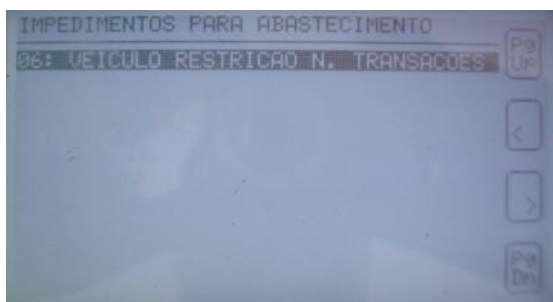 IMPEDIMENTOS PARA ABASTECIMENTO
06: VEICULO RESTRICAO N. TRANSACOES
Pg
Up
<
>
Pg
Dn